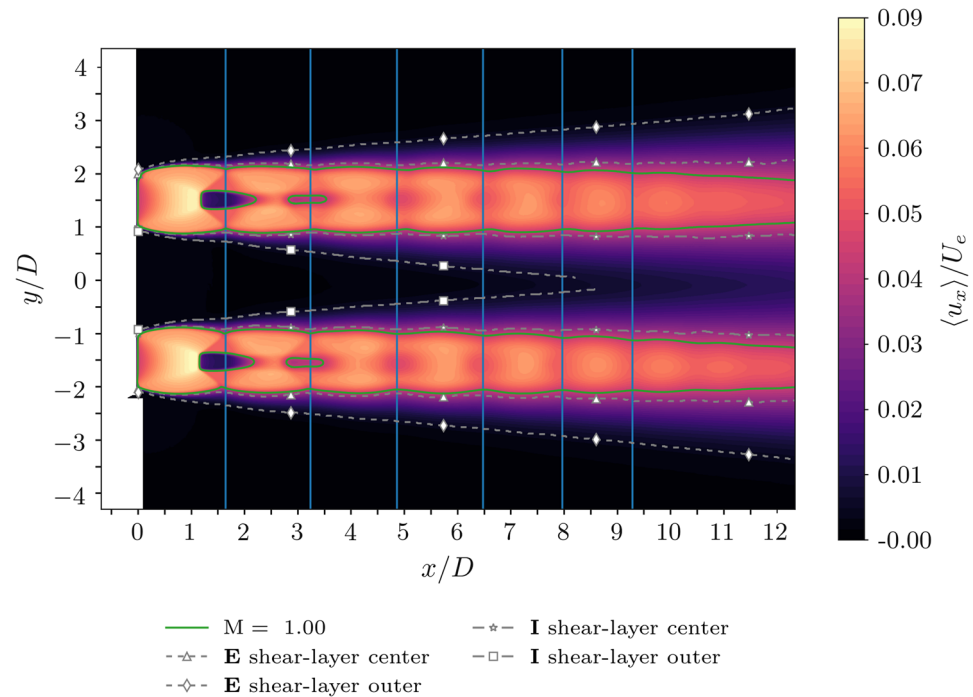 4
3
2
1
0
−1
−2
−3
−4
y/D
0 1 2 3 4 5 6 7 8 9 10 11 12
x/D
0.09
0.07
0.06
0.05
0.04
0.03
0.02
0.01
-0.00
⟨u_x⟩/U_e
M = 1.00
E shear-layer center
E shear-layer outer
I shear-layer center
I shear-layer outer